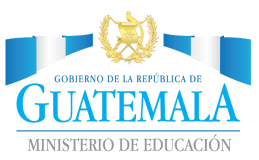 GOBIERNO DE LA REPÚBLICA DE
GUATEMALA
MINISTERIO DE EDUCACIÓN